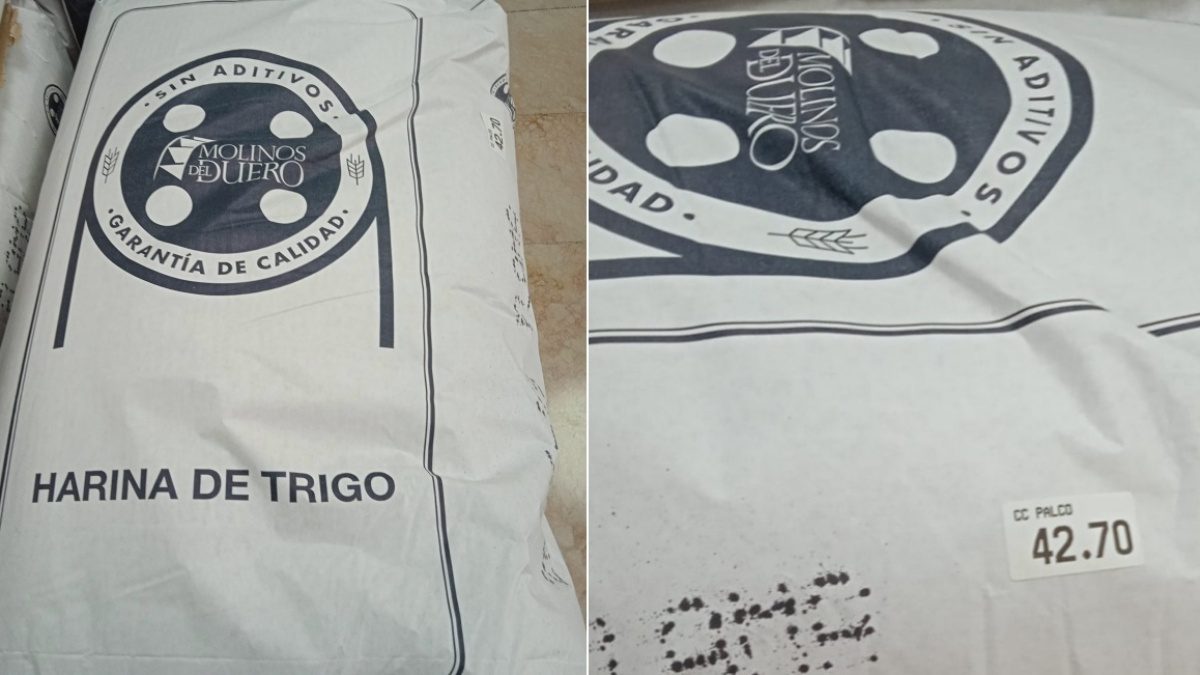 · SIN ADITIVOS ·
MOLINOS
DEL DUERO
· GARANTÍA DE CALIDAD ·
42.70
HARINA DE TRIGO
SIN ADITIVOS ·
MOLINOS
DEL DUERO
IDAD ·
CC PALCO
42.70